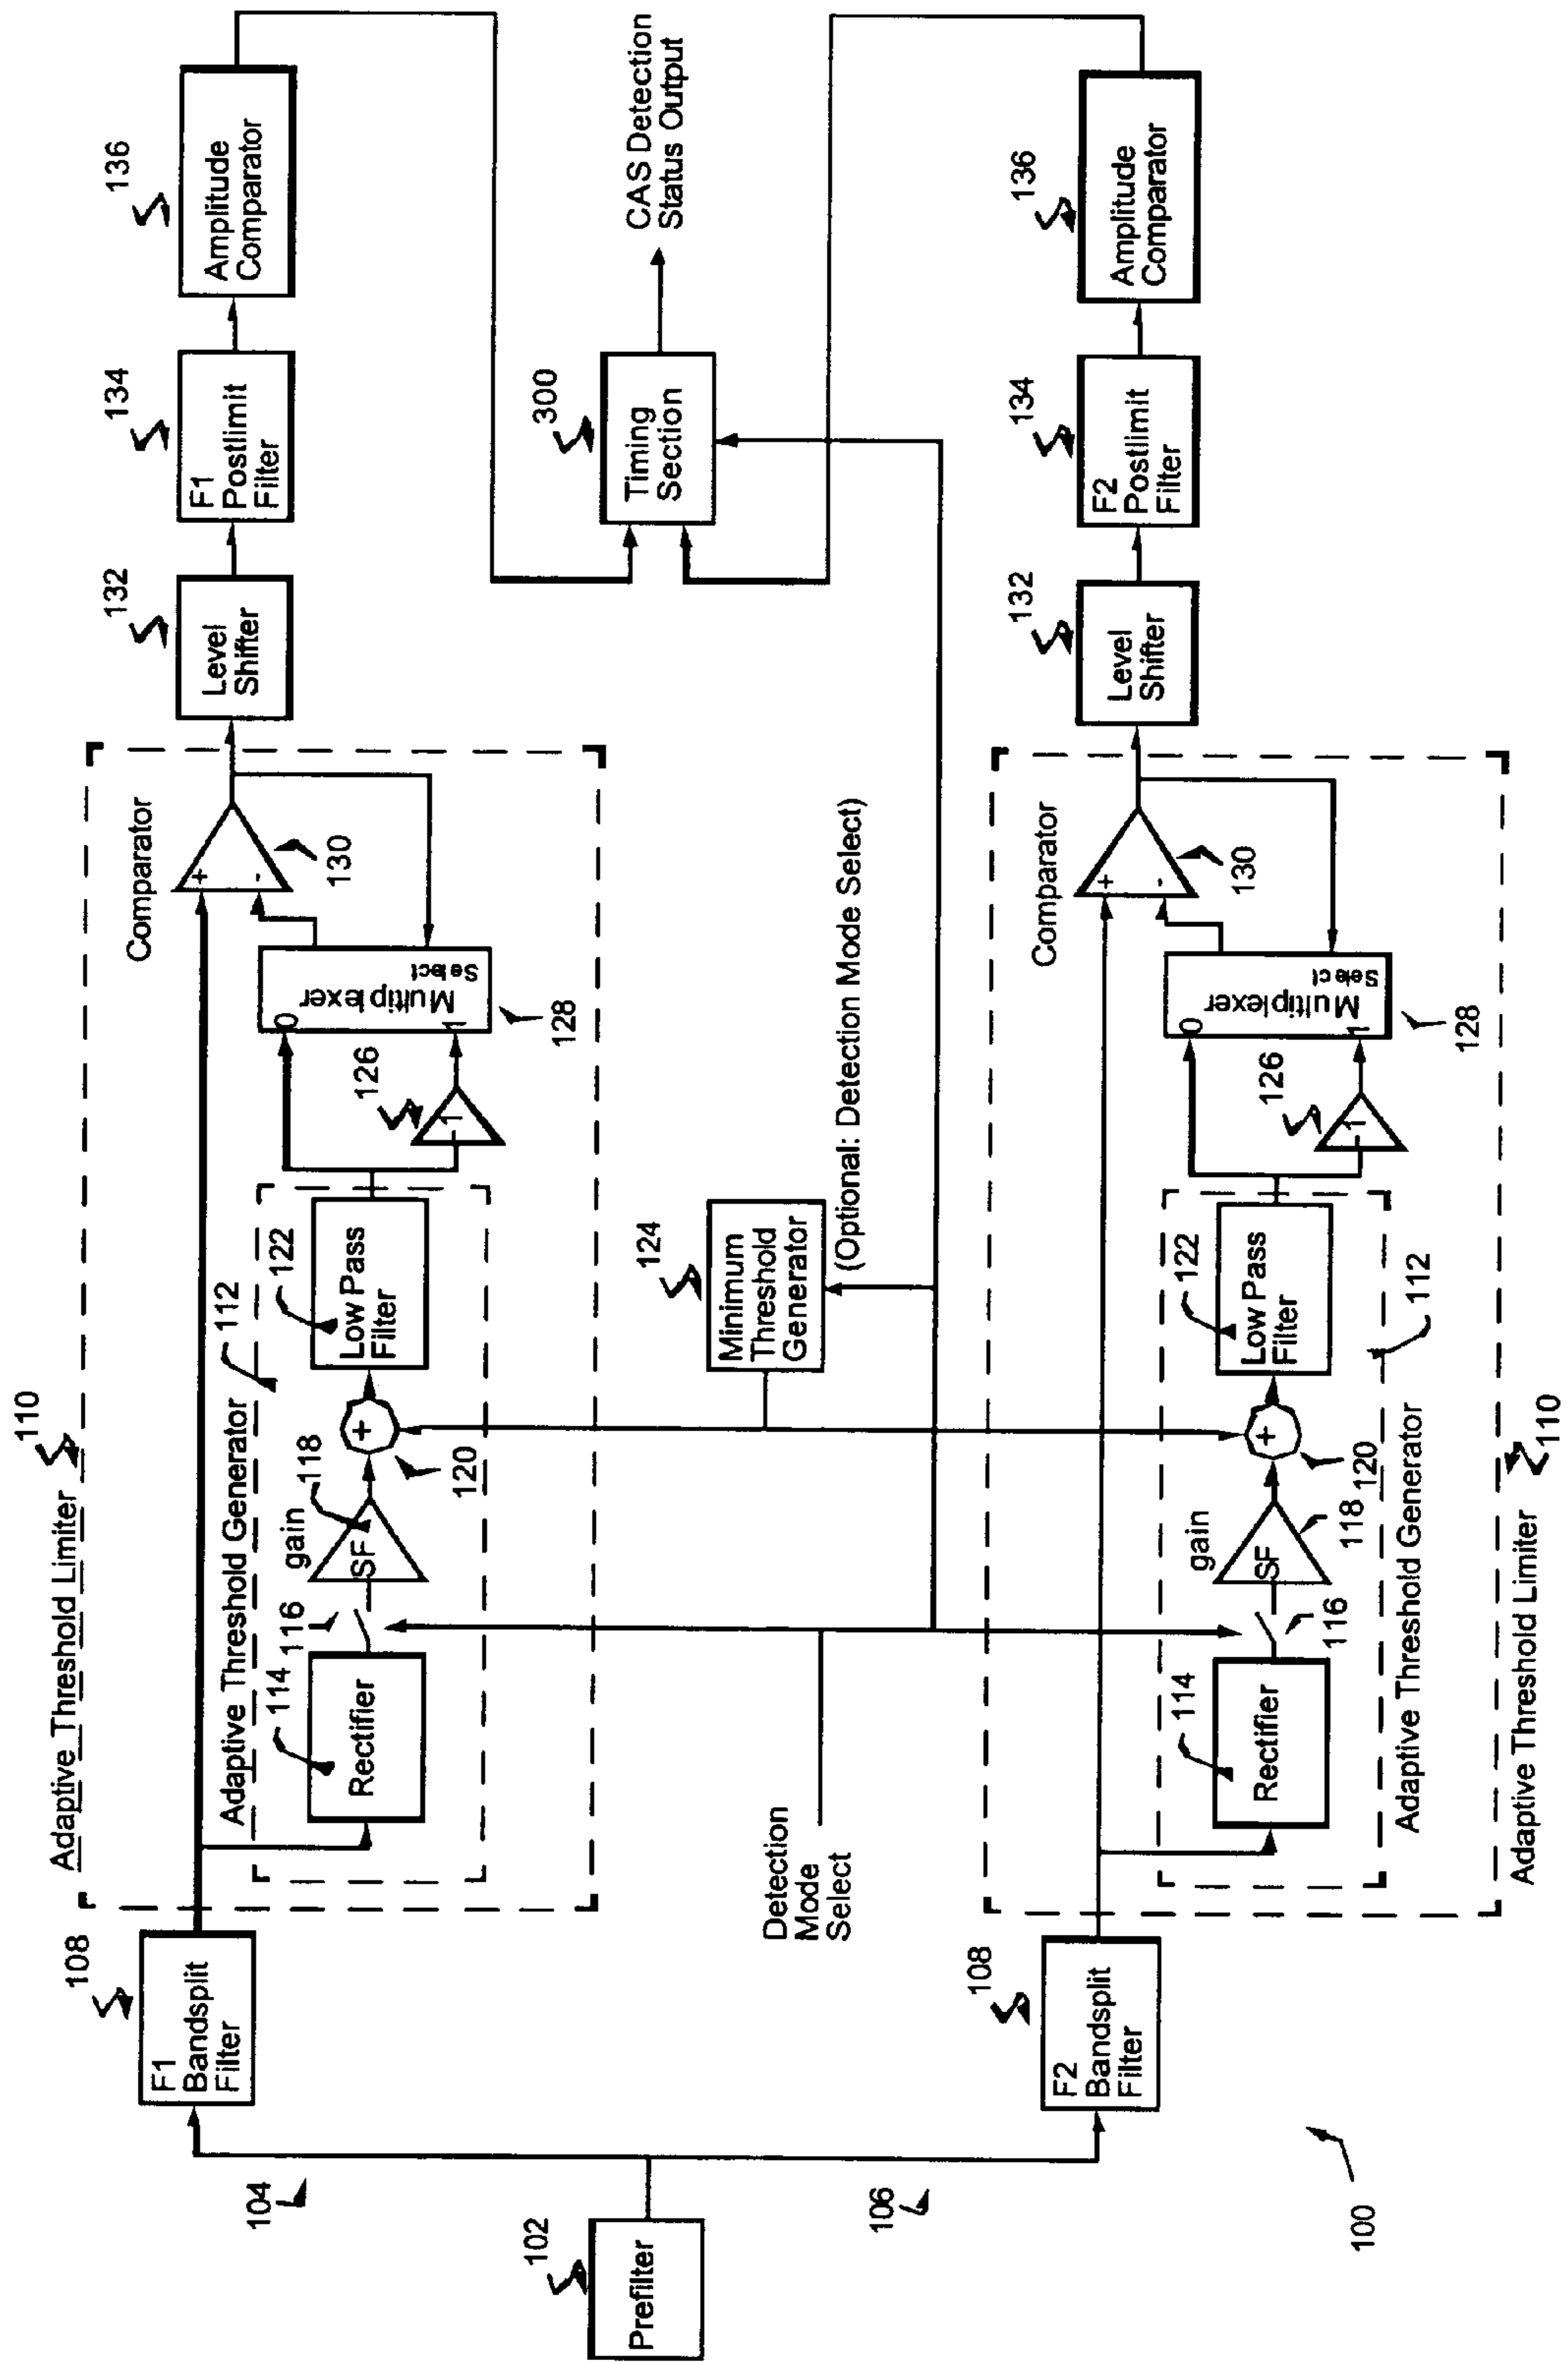 Prefilter
102
104
106
100
F1
Bandsplit
Filter
108
Adaptive Threshold Limiter
110
Adaptive Threshold Generator
112
Rectifier
114
116
gain
SF
118
+
120
Low Pass
Filter
122
-1
126
0
1
Multiplexer
Select
128
Comparator
+
-
130
Level
Shifter
132
F1
Postlimit
Filter
134
Amplitude
Comparator
136
Detection
Mode
Select
Minimum
Threshold
Generator
124
(Optional: Detection Mode Select)
Timing
Section
300
CAS Detection
Status Output
F2
Bandsplit
Filter
108
Rectifier
114
116
gain
SF
118
+
120
Low Pass
Filter
122
112
Adaptive Threshold Generator
Adaptive Threshold Limiter
110
-1
126
0
1
Multiplexer
Select
128
Comparator
+
-
130
Level
Shifter
132
F2
Postlimit
Filter
134
Amplitude
Comparator
136